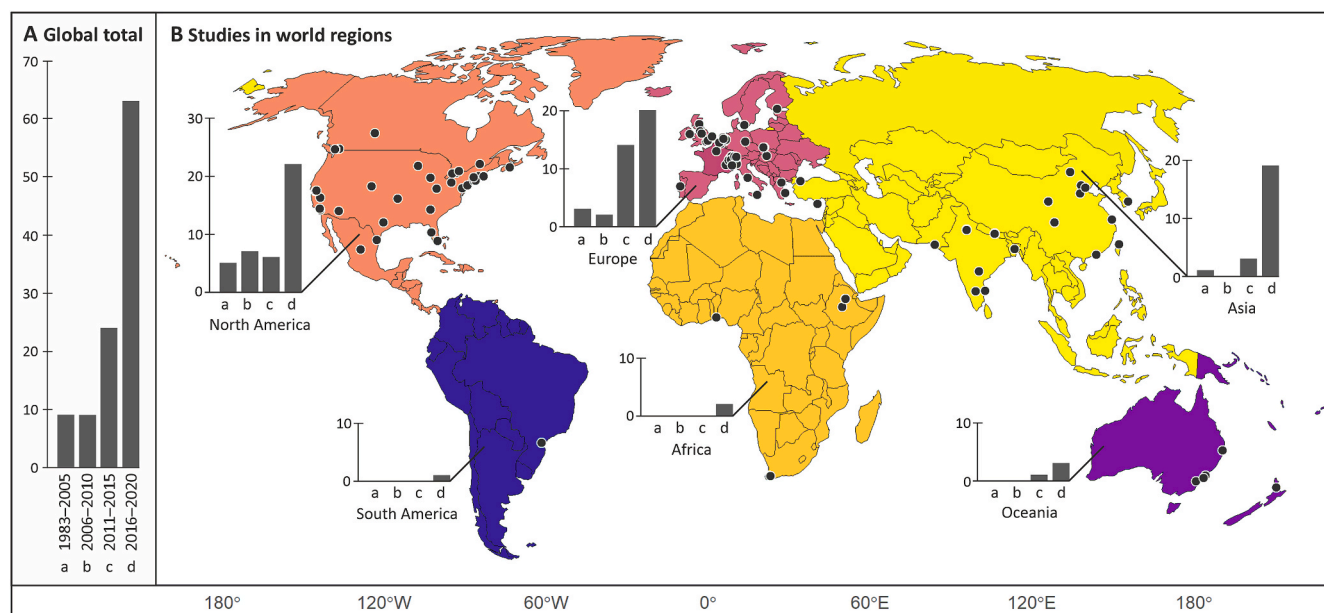 A Global total
70
60
50
40
30
20
10
0
1983–2005
2006–2010
2011–2015
2016–2020
a b c d
B Studies in world regions
30
20
10
0
a b c d
North America
20
10
0
a b c d
Europe
20
10
0
a b c d
Asia
10
0
a b c d
Africa
10
0
a b c d
South America
10
0
a b c d
Oceania
180° 120°W 60°W 0° 60°E 120°E 180°